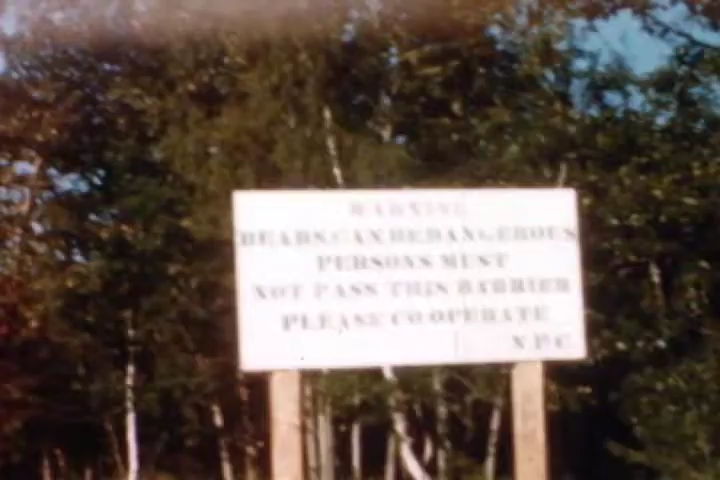 WARNING
BEARS CAN BE DANGEROUS
PERSONS MUST
NOT PASS THIS BARRIER
PLEASE CO OPERATE